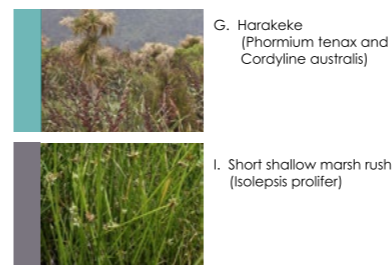 G. Harakeke
(Phormium tenax and
Cordyline australis)
I. Short shallow marsh rush
(Isolepsis prolifer)